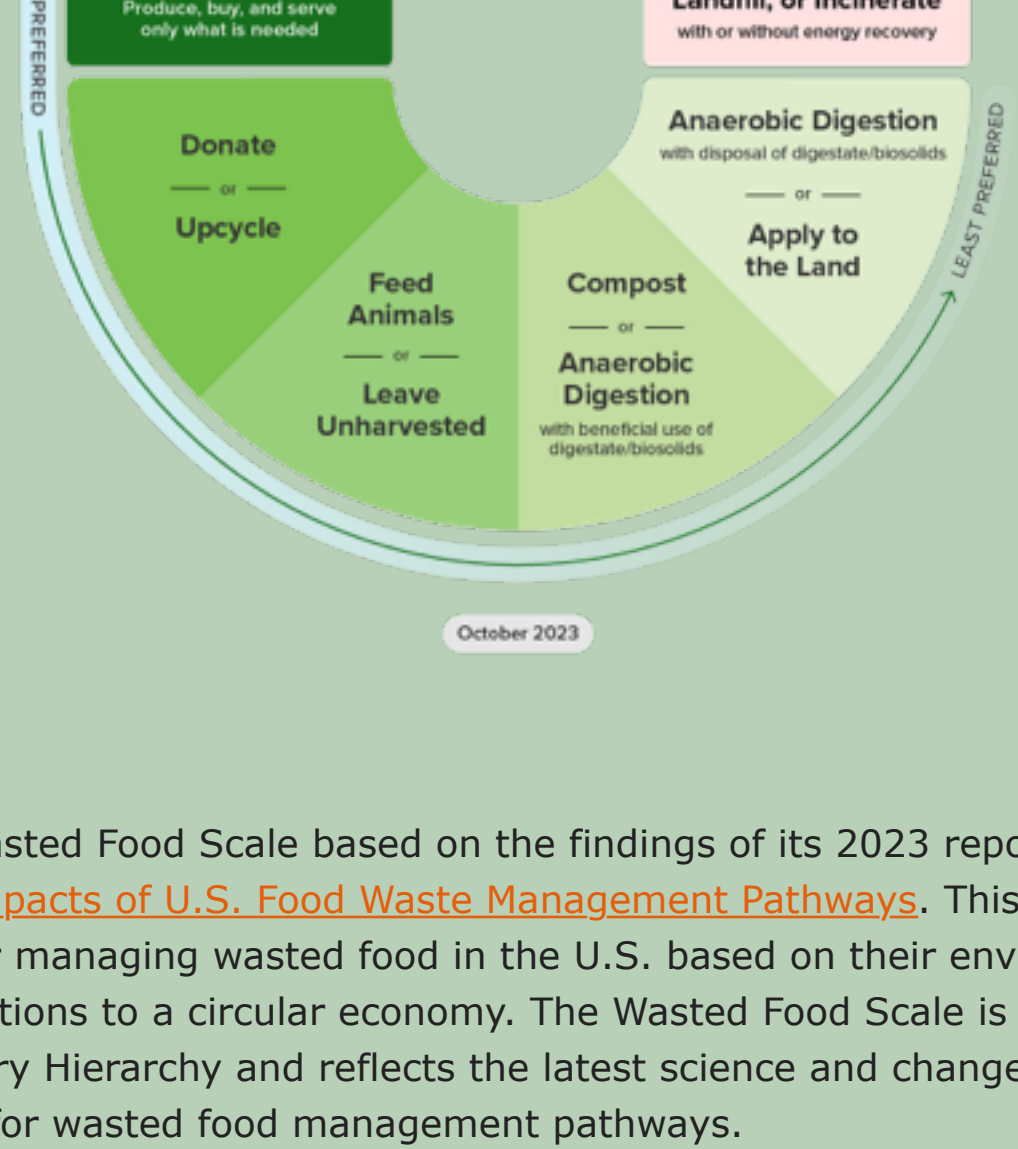 PREFERRED
Produce, buy, and serve
only what is needed
Landfill, or Incinerate
with or without energy recovery
Donate
or
Upcycle
Feed
Animals
or
Leave
Unharvested
Compost
or
Anaerobic
Digestion
with beneficial use of
digestate/biosolids
Anaerobic Digestion
with disposal of digestate/biosolids
or
Apply to
the Land
LEAST PREFERRED
October 2023
asted Food Scale based on the findings of its 2023 repo
pacts of U.S. Food Waste Management Pathways. This
managing wasted food in the U.S. based on their env
tions to a circular economy. The Wasted Food Scale is
ry Hierarchy and reflects the latest science and change
for wasted food management pathways.